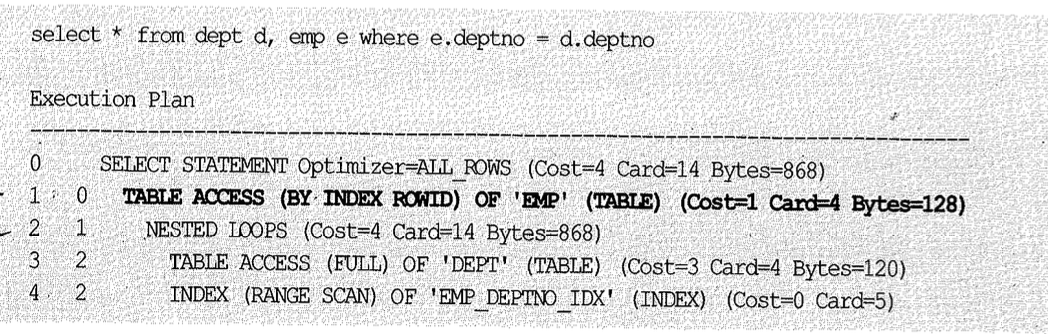 select * from dept d, emp e where e.deptno = d.deptno
Execution Plan
--------------------------------------------------------------------------------
0 SELECT STATEMENT Optimizer=ALL_ROWS (Cost=4 Card=14 Bytes=868)
1 0 TABLE ACCESS (BY INDEX ROWID) OF 'EMP' (TABLE) (Cost=1 Card=4 Bytes=128)
2 1 NESTED LOOPS (Cost=4 Card=14 Bytes=868)
3 2 TABLE ACCESS (FULL) OF 'DEPT' (TABLE) (Cost=3 Card=4 Bytes=120)
4 2 INDEX (RANGE SCAN) OF 'EMP_DEPTNO_IDX' (INDEX) (Cost=0 Card=5)